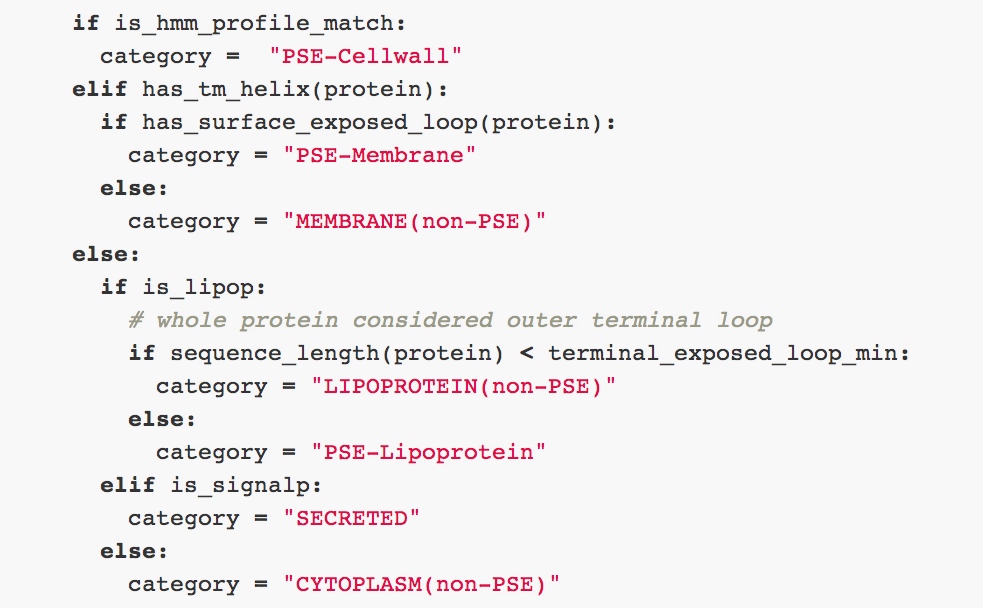 if is_hmm_profile_match:
  category =  "PSE-Cellwall"
elif has_tm_helix(protein):
  if has_surface_exposed_loop(protein):
    category = "PSE-Membrane"
  else:
    category = "MEMBRANE(non-PSE)"
else:
  if is_lipop:
    # whole protein considered outer terminal loop
    if sequence_length(protein) < terminal_exposed_loop_min:
      category = "LIPOPROTEIN(non-PSE)"
    else:
      category = "PSE-Lipoprotein"
  elif is_signalp:
    category = "SECRETED"
  else:
    category = "CYTOPLASM(non-PSE)"